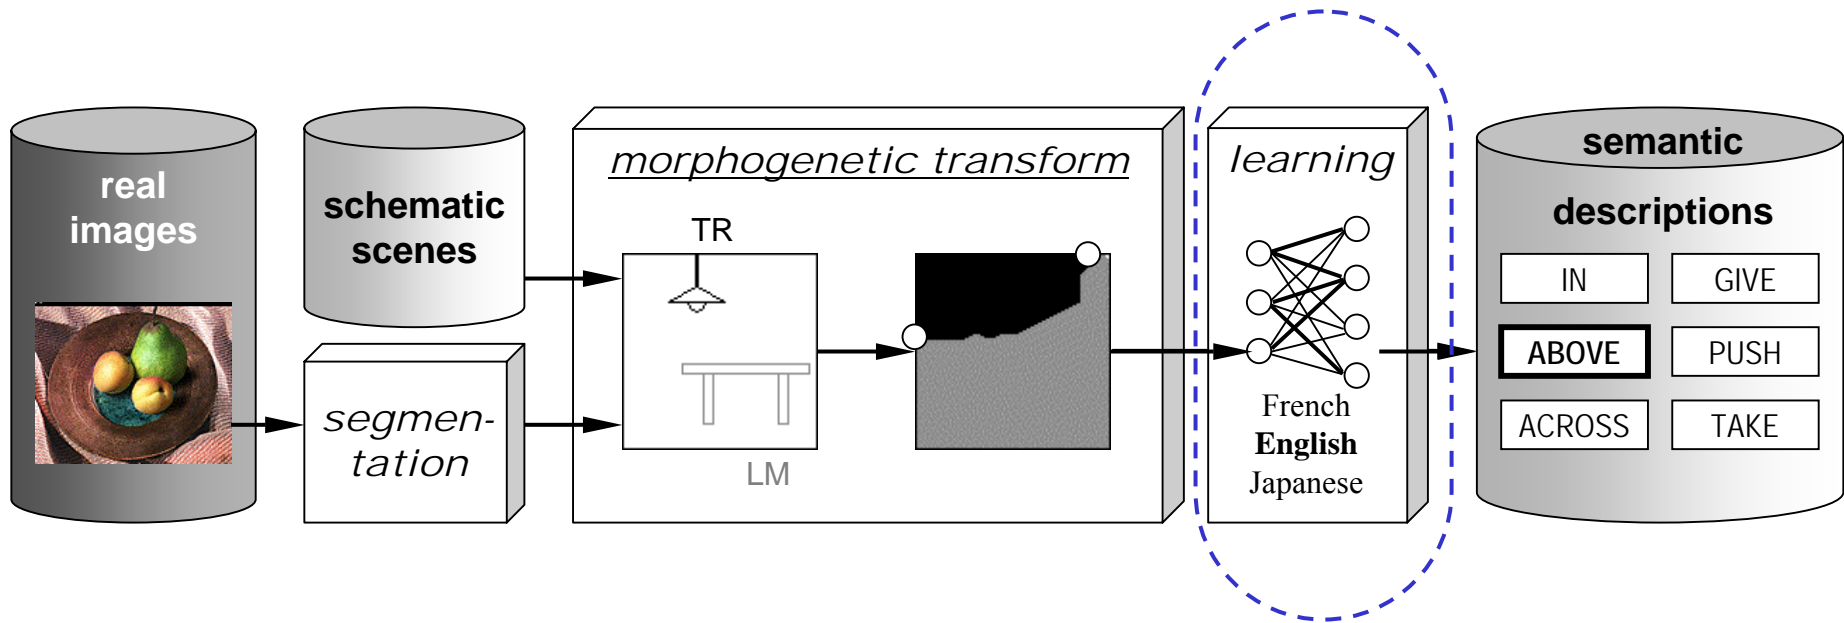 real
images
schematic
scenes
segmen-
tation
morphogenetic transform
TR
LM
learning
French
English
Japanese
semantic
descriptions
IN
GIVE
ABOVE
PUSH
ACROSS
TAKE